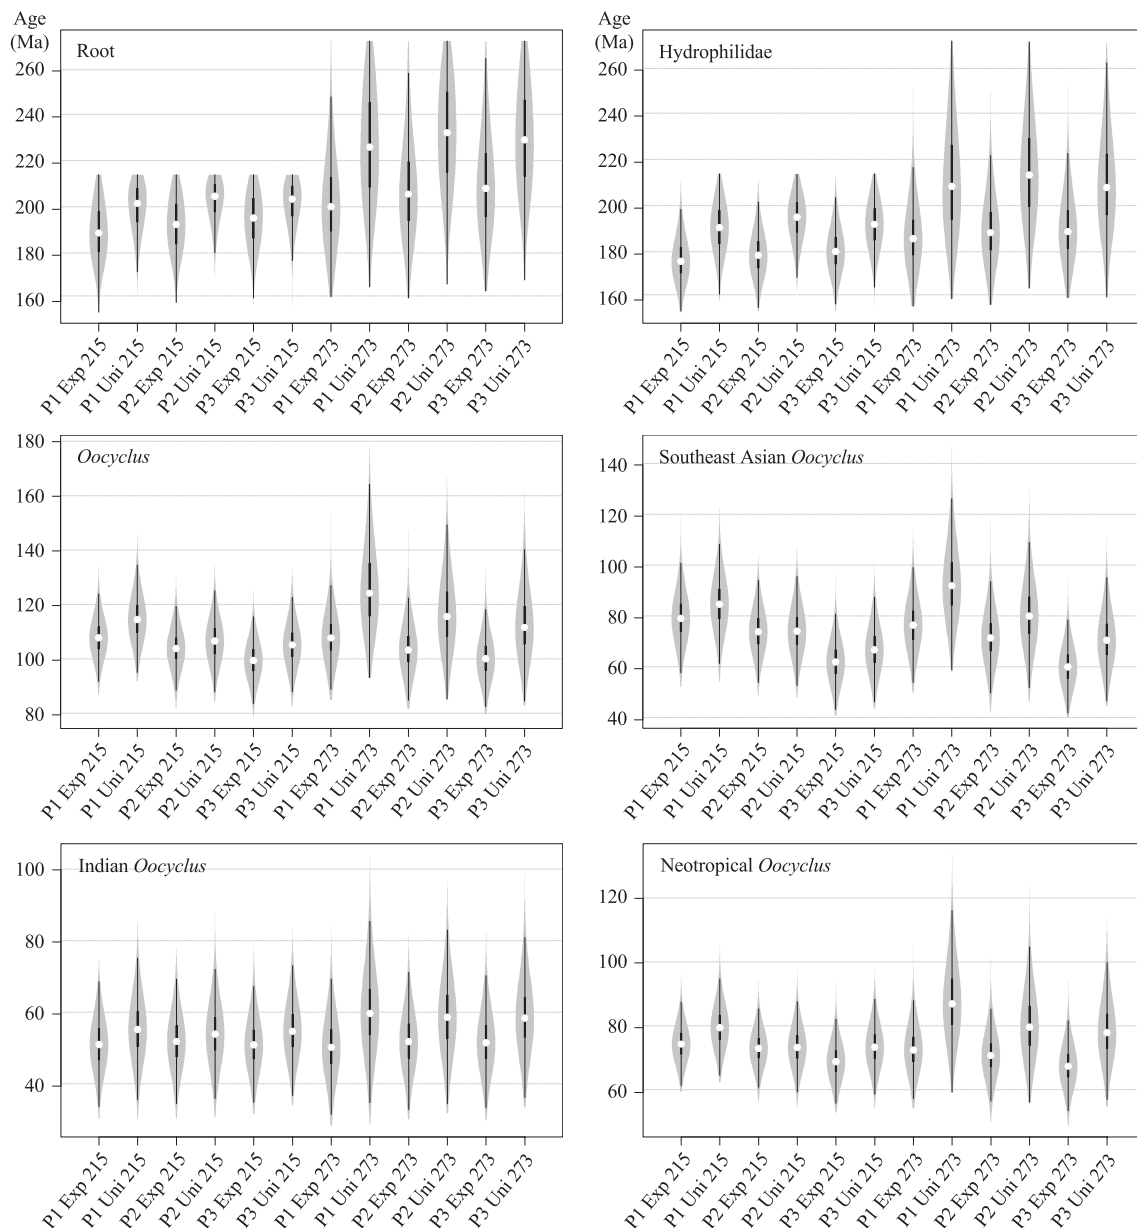 Age
(Ma)
Root
260
240
220
200
180
160
P1 Exp 215
P1 Uni 215
P2 Exp 215
P2 Uni 215
P3 Exp 215
P3 Uni 215
P1 Exp 273
P1 Uni 273
P2 Exp 273
P2 Uni 273
P3 Exp 273
P3 Uni 273
Age
(Ma)
Hydrophilidae
260
240
220
200
180
160
P1 Exp 215
P1 Uni 215
P2 Exp 215
P2 Uni 215
P3 Exp 215
P3 Uni 215
P1 Exp 273
P1 Uni 273
P2 Exp 273
P2 Uni 273
P3 Exp 273
P3 Uni 273
Oocyclus
180
160
140
120
100
80
P1 Exp 215
P1 Uni 215
P2 Exp 215
P2 Uni 215
P3 Exp 215
P3 Uni 215
P1 Exp 273
P1 Uni 273
P2 Exp 273
P2 Uni 273
P3 Exp 273
P3 Uni 273
Southeast Asian Oocyclus
140
120
100
80
60
40
P1 Exp 215
P1 Uni 215
P2 Exp 215
P2 Uni 215
P3 Exp 215
P3 Uni 215
P1 Exp 273
P1 Uni 273
P2 Exp 273
P2 Uni 273
P3 Exp 273
P3 Uni 273
Indian Oocyclus
100
80
60
40
P1 Exp 215
P1 Uni 215
P2 Exp 215
P2 Uni 215
P3 Exp 215
P3 Uni 215
P1 Exp 273
P1 Uni 273
P2 Exp 273
P2 Uni 273
P3 Exp 273
P3 Uni 273
Neotropical Oocyclus
120
100
80
60
P1 Exp 215
P1 Uni 215
P2 Exp 215
P2 Uni 215
P3 Exp 215
P3 Uni 215
P1 Exp 273
P1 Uni 273
P2 Exp 273
P2 Uni 273
P3 Exp 273
P3 Uni 273